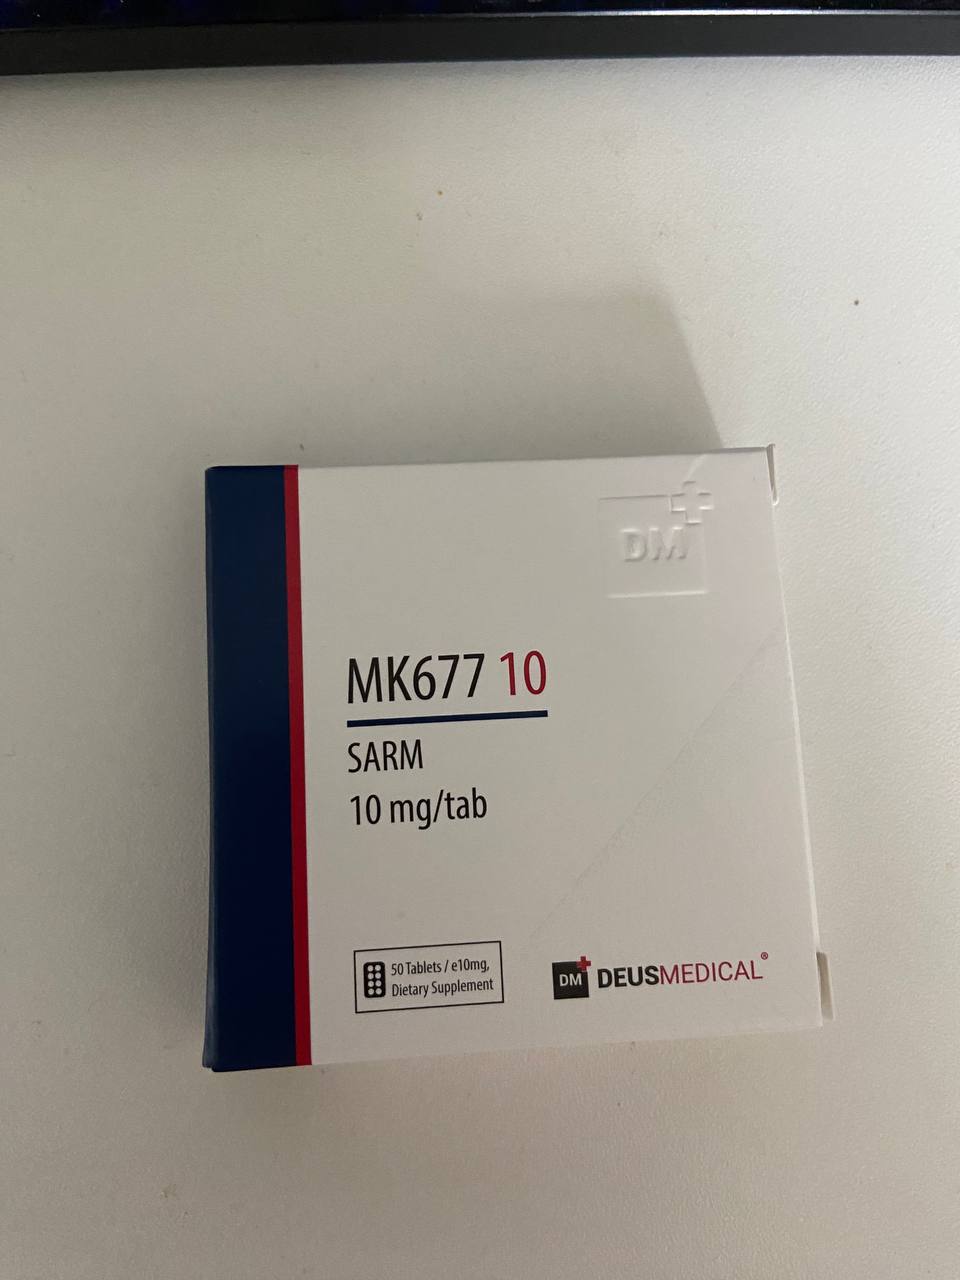 DM
MK677 10
SARM
10 mg/tab
50 Tablets / e10mg,
Dietary Supplement
DM DEUSMEDICAL®